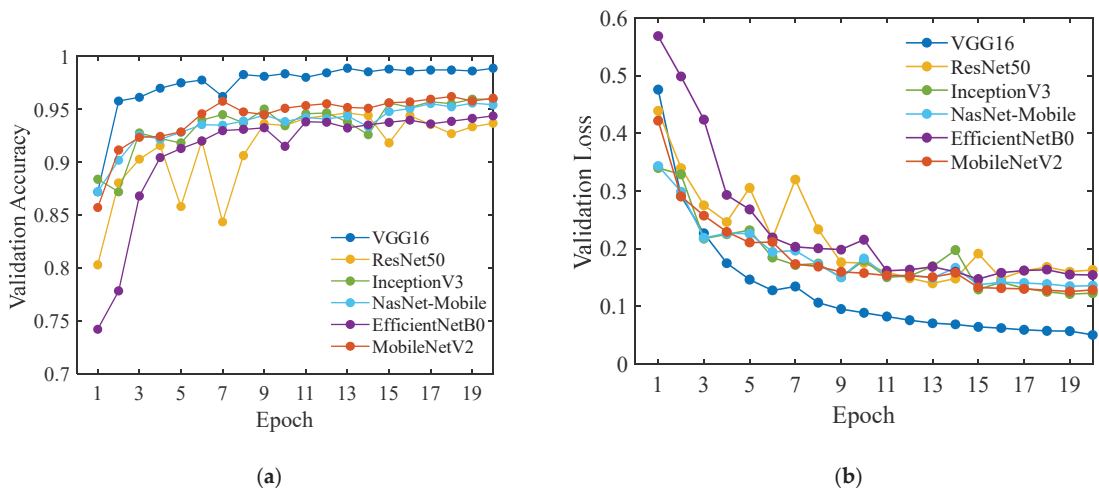 1
0.95
0.9
0.85
0.8
0.75
0.7
Validation Accuracy
VGG16
ResNet50
InceptionV3
NasNet-Mobile
EfficientNetB0
MobileNetV2
1 3 5 7 9 11 13 15 17 19
Epoch
(a)
0.6
0.5
0.4
0.3
0.2
0.1
0
Validation Loss
VGG16
ResNet50
InceptionV3
NasNet-Mobile
EfficientNetB0
MobileNetV2
1 3 5 7 9 11 13 15 17 19
Epoch
(b)